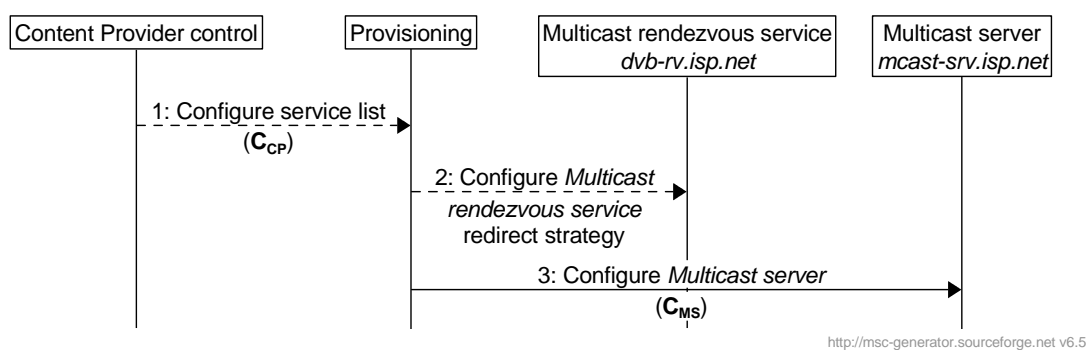 Content Provider control
Provisioning
Multicast rendezvous service
dvb-rv.isp.net
Multicast server
mcast-srv.isp.net
1: Configure service list
(CCP)
2: Configure Multicast
rendezvous service
redirect strategy
3: Configure Multicast server
(CMS)
http://msc-generator.sourceforge.net v6.5